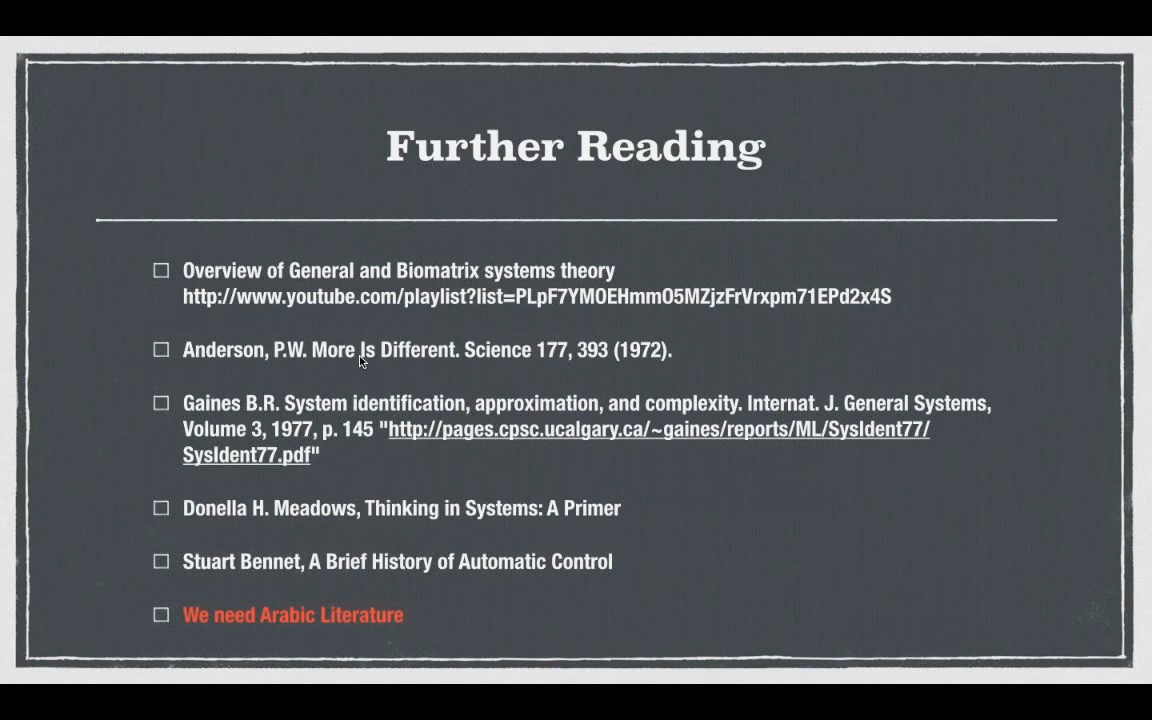 Further Reading
Overview of General and Biomatrix systems theory
http://www.youtube.com/playlist?list=PLpF7YMOEHmmO5MZjzFrVrxpm71EPd2x4S
Anderson, P.W. More Is Different. Science 177, 393 (1972).
Gaines B.R. System identification, approximation, and complexity. Internat. J. General Systems,
Volume 3, 1977, p. 145 "http://pages.cpsc.ucalgary.ca/~gaines/reports/ML/SysIdent77/
SysIdent77.pdf"
Donella H. Meadows, Thinking in Systems: A Primer
Stuart Bennet, A Brief History of Automatic Control
We need Arabic Literature